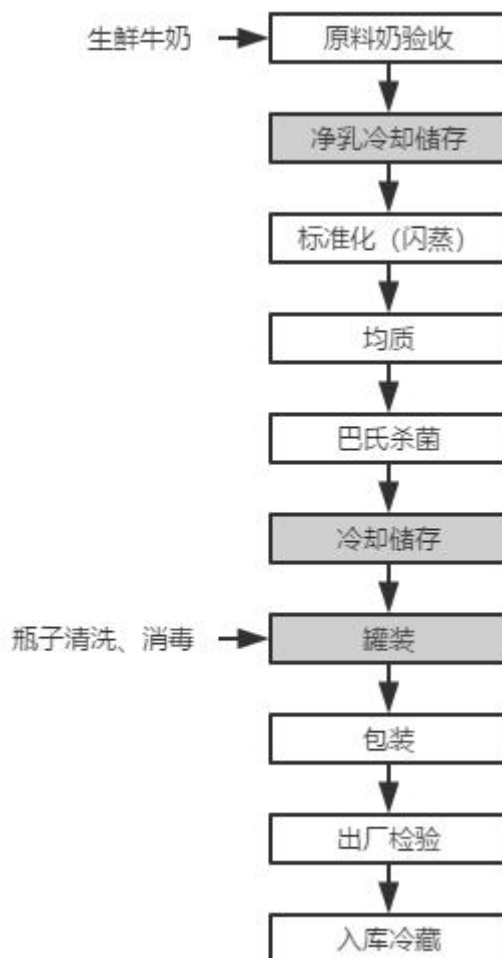 生鲜牛奶
原料奶验收
净乳冷却储存
标准化（闪蒸）
均质
巴氏杀菌
冷却储存
瓶子清洗、消毒
罐装
包装
出厂检验
入库冷藏